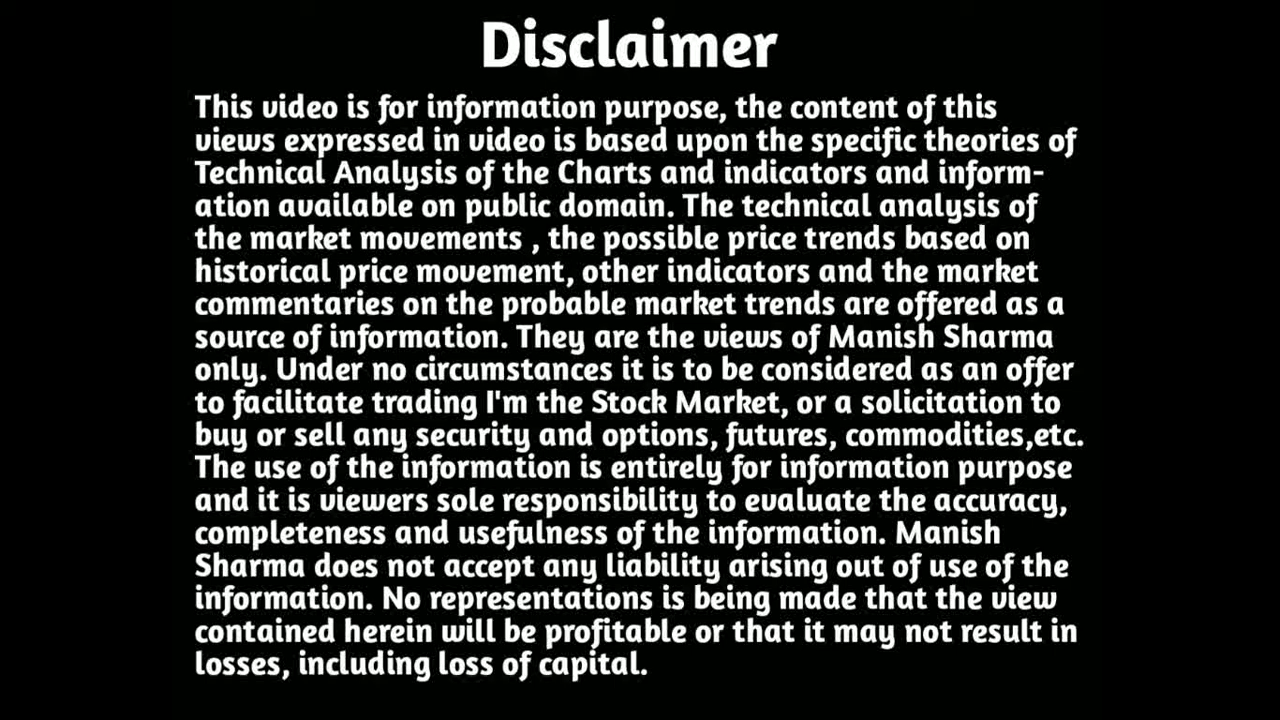 Disclaimer
This video is for information purpose, the content of this
views expressed in video is based upon the specific theories of
Technical Analysis of the Charts and indicators and inform-
ation available on public domain. The technical analysis of
the market movements , the possible price trends based on
historical price movement, other indicators and the market
commentaries on the probable market trends are offered as a
source of information. They are the views of Manish Sharma
only. Under no circumstances it is to be considered as an offer
to facilitate trading I'm the Stock Market, or a solicitation to
buy or sell any security and options, futures, commodities,etc.
The use of the information is entirely for information purpose
and it is viewers sole responsibility to evaluate the accuracy,
completeness and usefulness of the information. Manish
Sharma does not accept any liability arising out of use of the
information. No representations is being made that the view
contained herein will be profitable or that it may not result in
losses, including loss of capital.